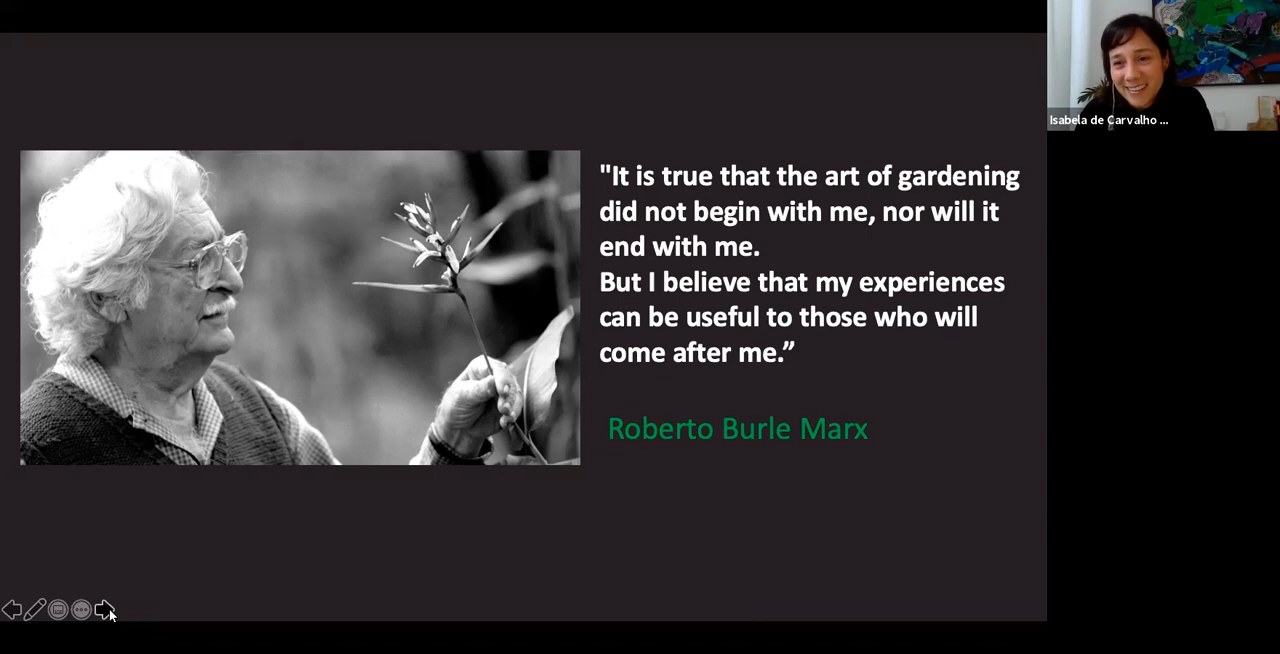 "It is true that the art of gardening
did not begin with me, nor will it
end with me.
But I believe that my experiences
can be useful to those who will
come after me.”
Roberto Burle Marx
Isabela de Carvalho ...